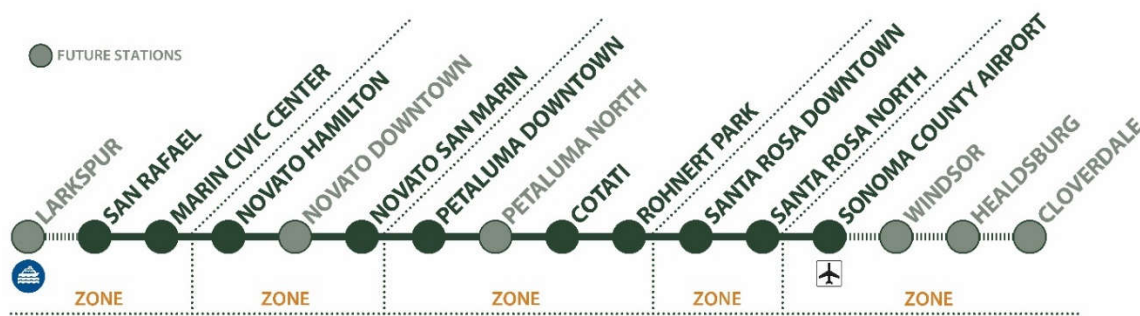 FUTURE STATIONS
LARKSPUR
SAN RAFAEL
MARIN CIVIC CENTER
NOVATO HAMILTON
NOVATO DOWNTOWN
NOVATO SAN MARIN
PETALUMA DOWNTOWN
PETALUMA NORTH
COTATI
ROHNERT PARK
SANTA ROSA DOWNTOWN
SANTA ROSA NORTH
SONOMA COUNTY AIRPORT
WINDSOR
HEALDSBURG
CLOVERDALE
ZONE
ZONE
ZONE
ZONE
ZONE